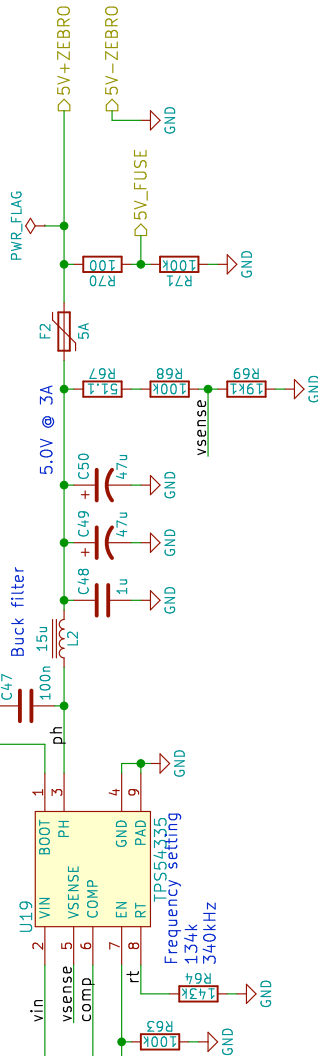 5V+ZEBRO
5V-ZEBRO
GND
PWR_FLAG
5V_FUSE
R70
100
R71
100k
GND
F2
5A
5.0V @ 3A
R67
51.1
R68
100k
R69
19k1
GND
vsense
C50
47u
GND
+
C49
47u
GND
+
C48
1u
GND
Buck filter
15u
L2
C47
100n
ph
GND
1
3
4
9
BOOT
PH
GND
PAD
U19
TPS54335
VIN
VSENSE
COMP
EN
RT
2
5
6
7
8
Frequency setting
134k
340kHz
vin
vsense
comp
rt
R64
143k
GND
R63
100k
GND